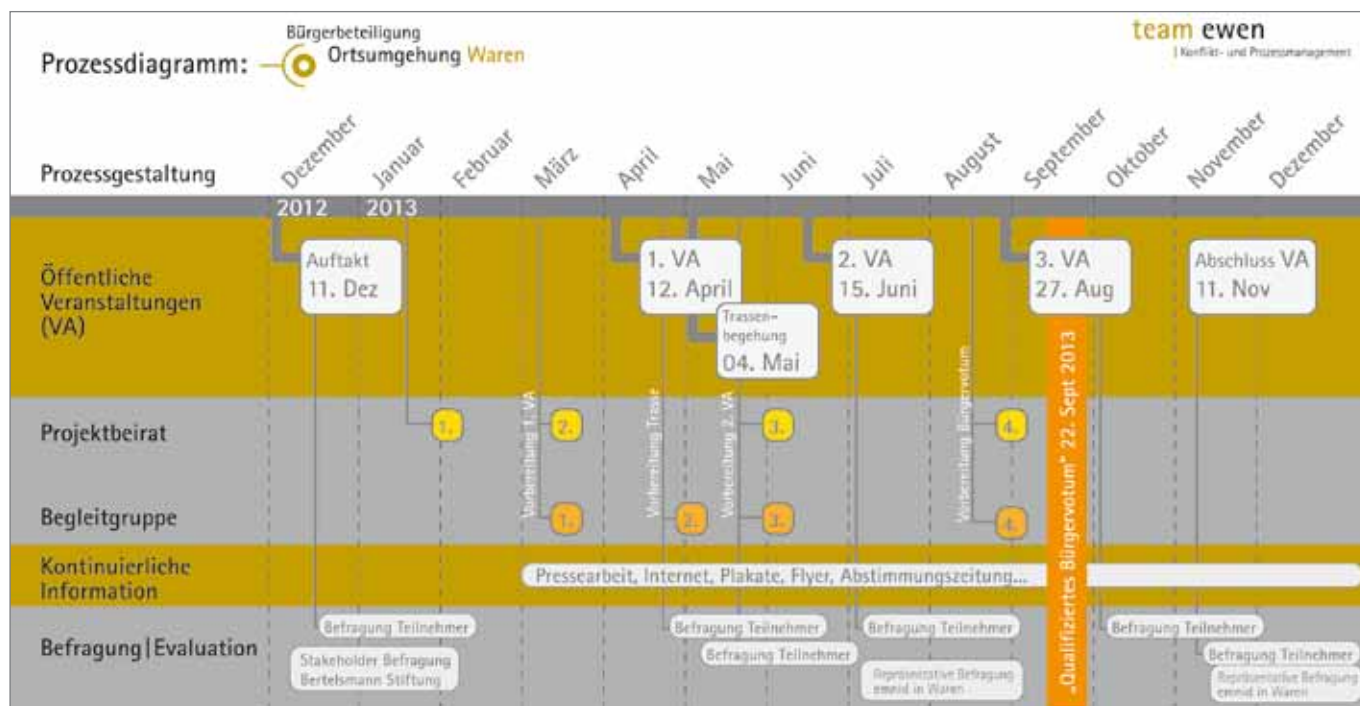 Prozessdiagramm:
Bürgerbeteiligung
Ortsumgehung Waren
team ewen
| Konflikt- und Prozessmanagement
Prozessgestaltung
Dezember
Januar
Februar
März
April
Mai
Juni
Juli
August
September
Oktober
November
Dezember
2012
2013
Öffentliche
Veranstaltungen
(VA)
Auftakt
11. Dez
1. VA
12. April
Trassen-
begehung
04. Mai
2. VA
15. Juni
3. VA
27. Aug
Abschluss VA
11. Nov
Vorbereitung 1. VA
Vorbereitung Trasse
Vorbereitung 2. VA
Vorbereitung Bürgervotum
„Qualifiziertes Bürgervotum“ 22. Sept 2013
Projektbeirat
1.
2.
3.
4.
Begleitgruppe
1.
2.
3.
4.
Kontinuierliche
Information
Pressearbeit, Internet, Plakate, Flyer, Abstimmungszeitung...
Befragung|Evaluation
Befragung Teilnehmer
Stakeholder Befragung
Bertelsmann Stiftung
Befragung Teilnehmer
Befragung Teilnehmer
Befragung Teilnehmer
Repräsentative Befragung
emnid in Waren
Befragung Teilnehmer
Befragung Teilnehmer
Repräsentative Befragung
emnid in Waren